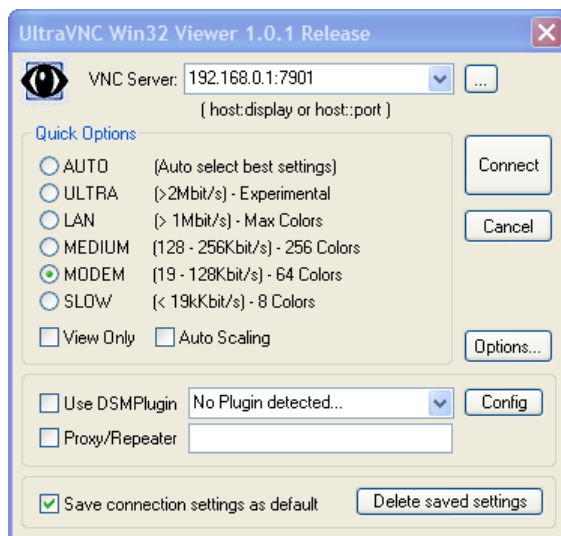 UltraVNC Win32 Viewer 1.0.1 Release
VNC Server: 192.168.0.1:7901 ...
( host:display or host::port )
Quick Options
AUTO (Auto select best settings)
ULTRA (>2Mbit/s) - Experimental
LAN (> 1Mbit/s) - Max Colors
MEDIUM (128 - 256Kbit/s) - 256 Colors
MODEM (19 - 128Kbit/s) - 64 Colors
SLOW (< 19kKbit/s) - 8 Colors
View Only Auto Scaling
Connect
Cancel
Options...
Use DSMPlugin No Plugin detected... Config
Proxy/Repeater
Save connection settings as default Delete saved settings